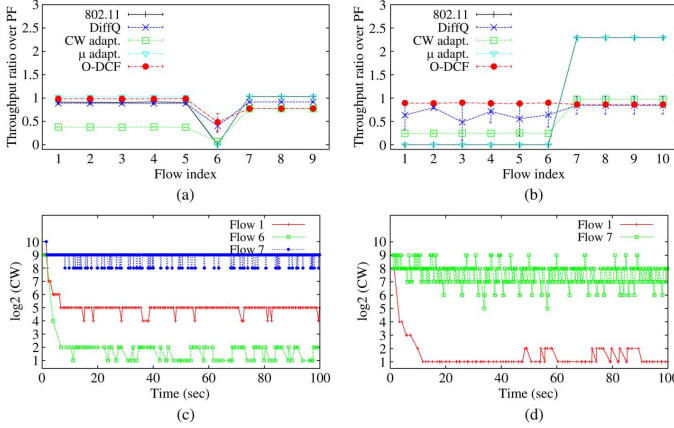 Throughput ratio over PF
3
2.5
2
1.5
1
0.5
0
802.11
DiffQ
CW adapt.
μ adapt.
O-DCF
1 2 3 4 5 6 7 8 9
Flow index
(a)
Throughput ratio over PF
3
2.5
2
1.5
1
0.5
0
802.11
DiffQ
CW adapt.
μ adapt.
O-DCF
1 2 3 4 5 6 7 8 9 10
Flow index
(b)
log2 (CW)
10
9
8
7
6
5
4
3
2
1
Flow 1
Flow 6
Flow 7
0 20 40 60 80 100
Time (sec)
(c)
log2 (CW)
10
9
8
7
6
5
4
3
2
1
Flow 1
Flow 7
0 20 40 60 80 100
Time (sec)
(d)